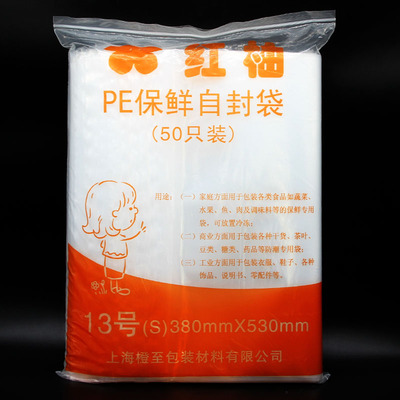 红柚
PE保鲜自封袋
(50只装)
用途：(一) 家庭方面用于包装各类食品如蔬菜、
水果、鱼、肉及调味料等的保鲜专用
袋，可放置冷冻；
(二) 商业方面用于包装各种干货、茶叶、
豆类、糖类、药品等防潮专用袋；
(三) 工业方面用于包装衣服、鞋子、各种
饰品、说明书、零配件等。
13号(S)380mmX530mm
上海橙至包装材料有限公司